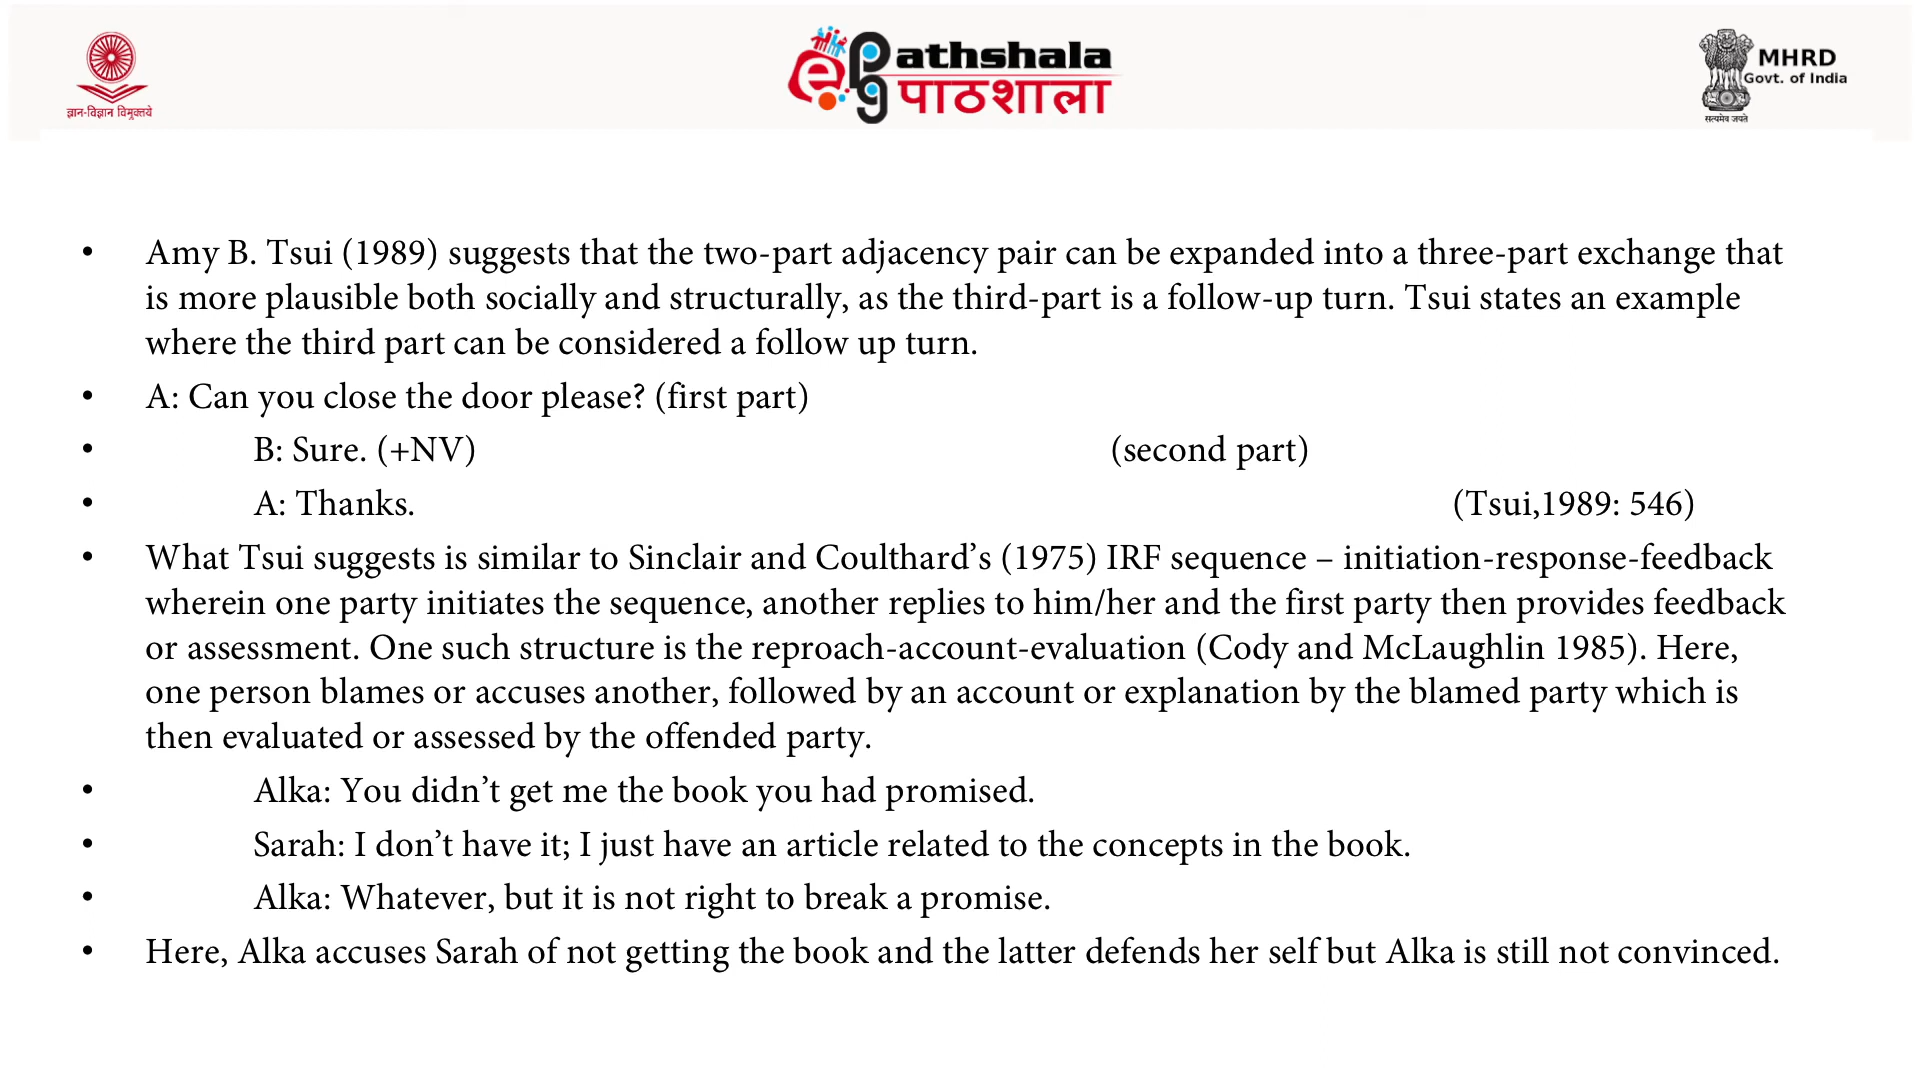 ज्ञान-विज्ञान विमुक्तये
e pg athshala
पाठशाला
MHRD
Govt. of India
सत्यमेव जयते
• Amy B. Tsui (1989) suggests that the two-part adjacency pair can be expanded into a three-part exchange that
is more plausible both socially and structurally, as the third-part is a follow-up turn. Tsui states an example
where the third part can be considered a follow up turn.
• A: Can you close the door please? (first part)
• B: Sure. (+NV) (second part)
• A: Thanks. (Tsui,1989: 546)
• What Tsui suggests is similar to Sinclair and Coulthard’s (1975) IRF sequence – initiation-response-feedback
wherein one party initiates the sequence, another replies to him/her and the first party then provides feedback
or assessment. One such structure is the reproach-account-evaluation (Cody and McLaughlin 1985). Here,
one person blames or accuses another, followed by an account or explanation by the blamed party which is
then evaluated or assessed by the offended party.
• Alka: You didn’t get me the book you had promised.
• Sarah: I don’t have it; I just have an article related to the concepts in the book.
• Alka: Whatever, but it is not right to break a promise.
• Here, Alka accuses Sarah of not getting the book and the latter defends her self but Alka is still not convinced.